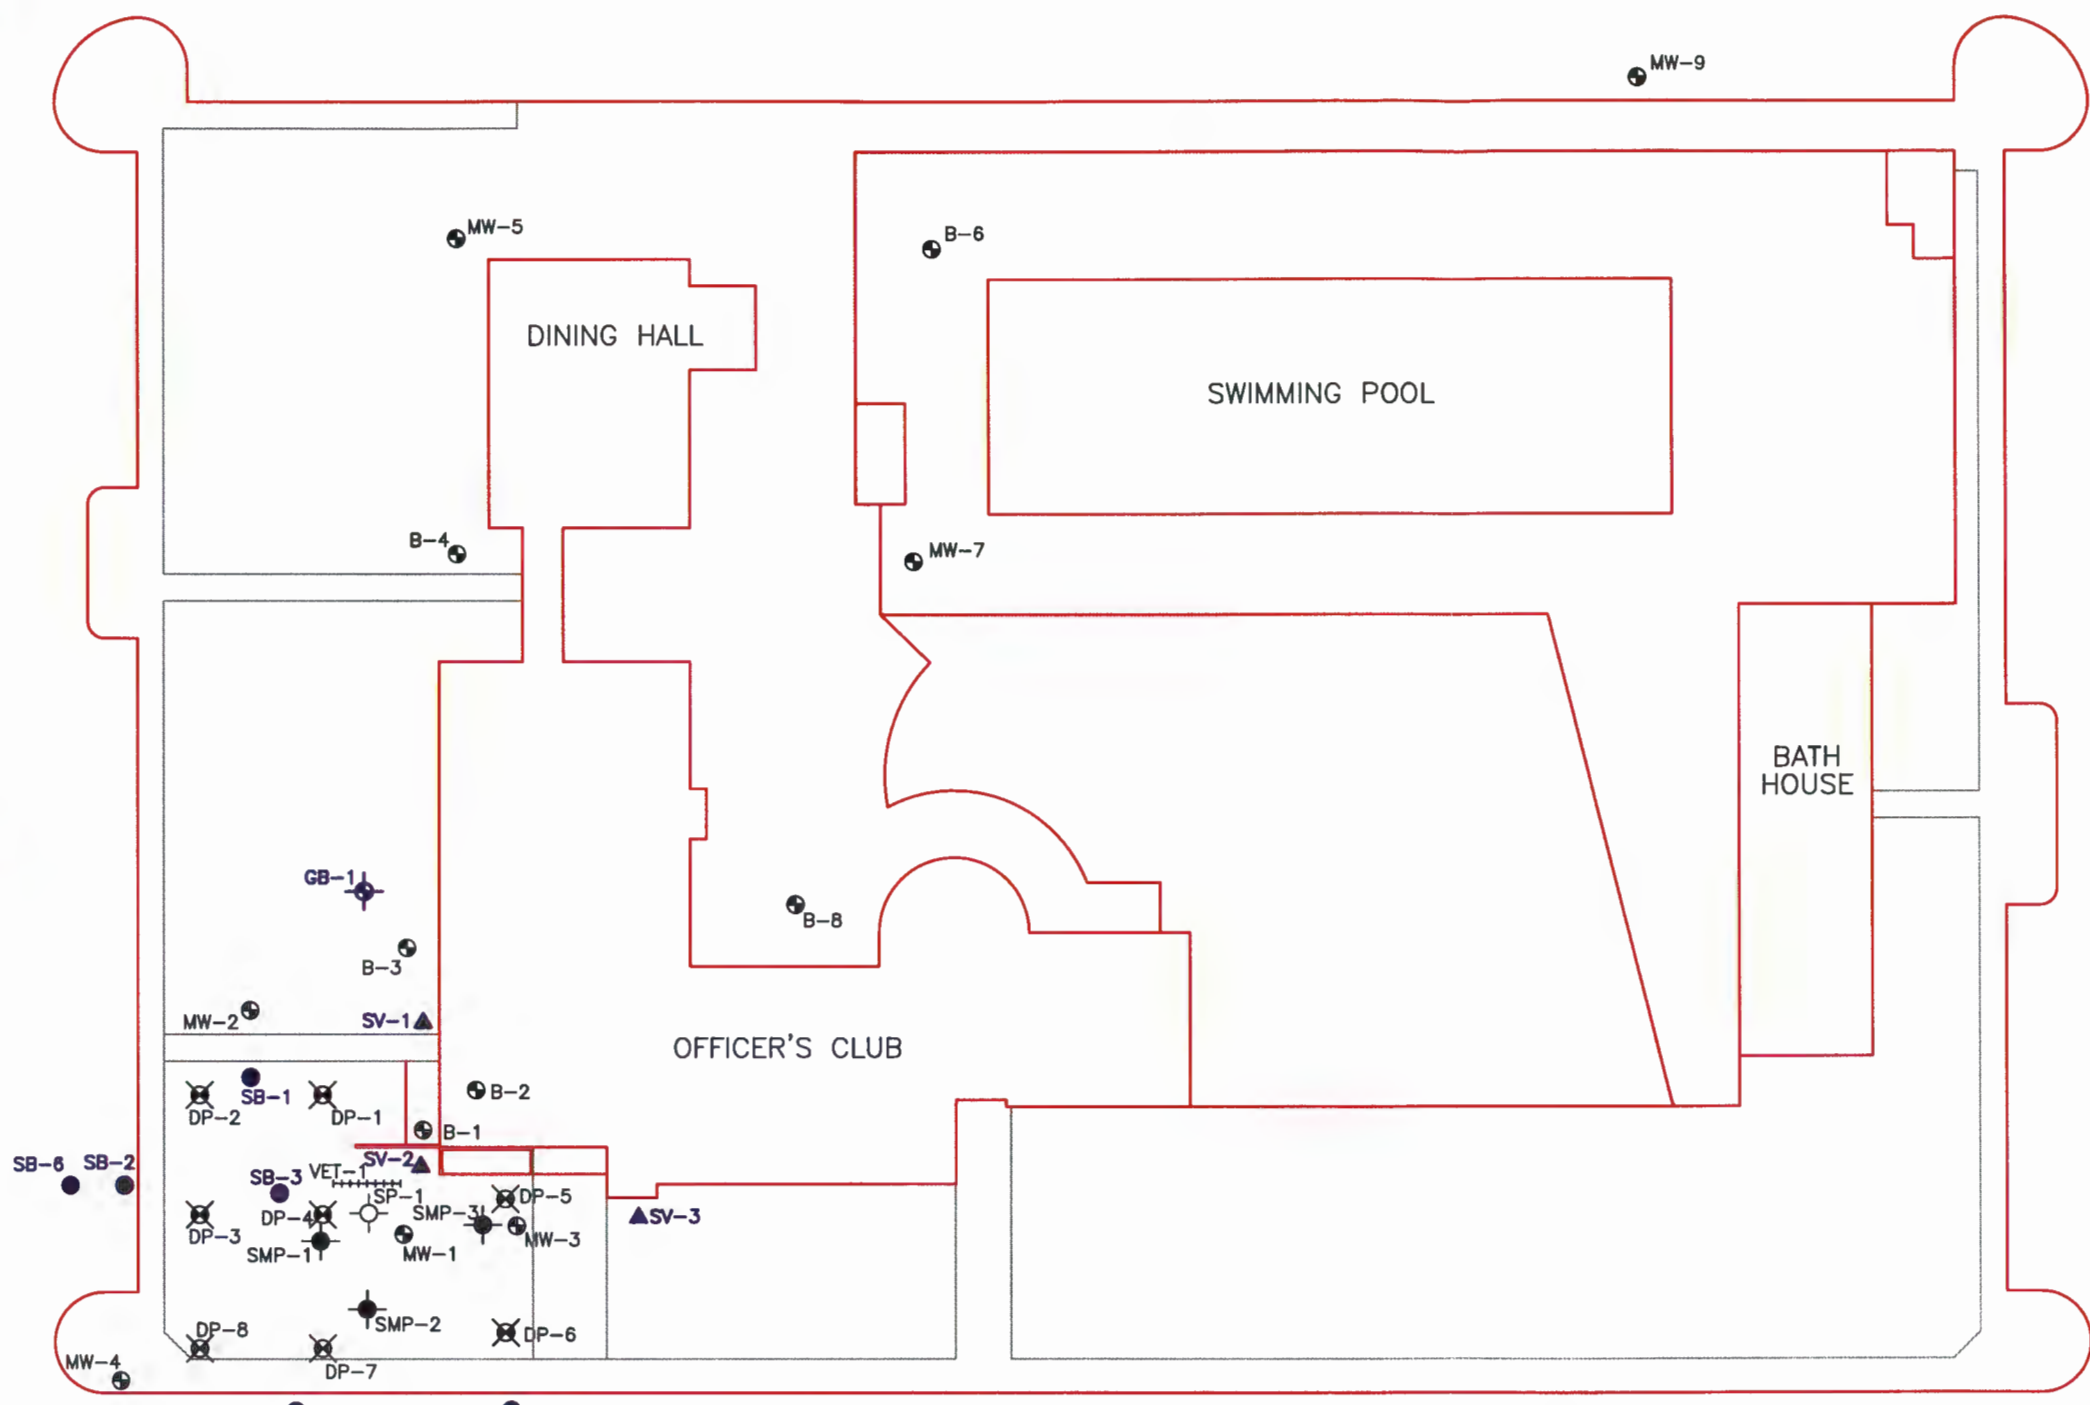 MW-9
MW-5
B-6
DINING HALL
SWIMMING POOL
B-4
MW-7
BATH
HOUSE
GB-1
B-8
B-3
MW-2
SV-1
OFFICER'S CLUB
SB-1
B-2
DP-2
DP-1
B-1
SB-6
SB-2
SV-2
VET-1
SB-3
SP-1
DP-5
DP-4
SMP-3
SV-3
DP-3
MW-3
SMP-1
MW-1
SMP-2
DP-8
DP-6
MW-4
DP-7